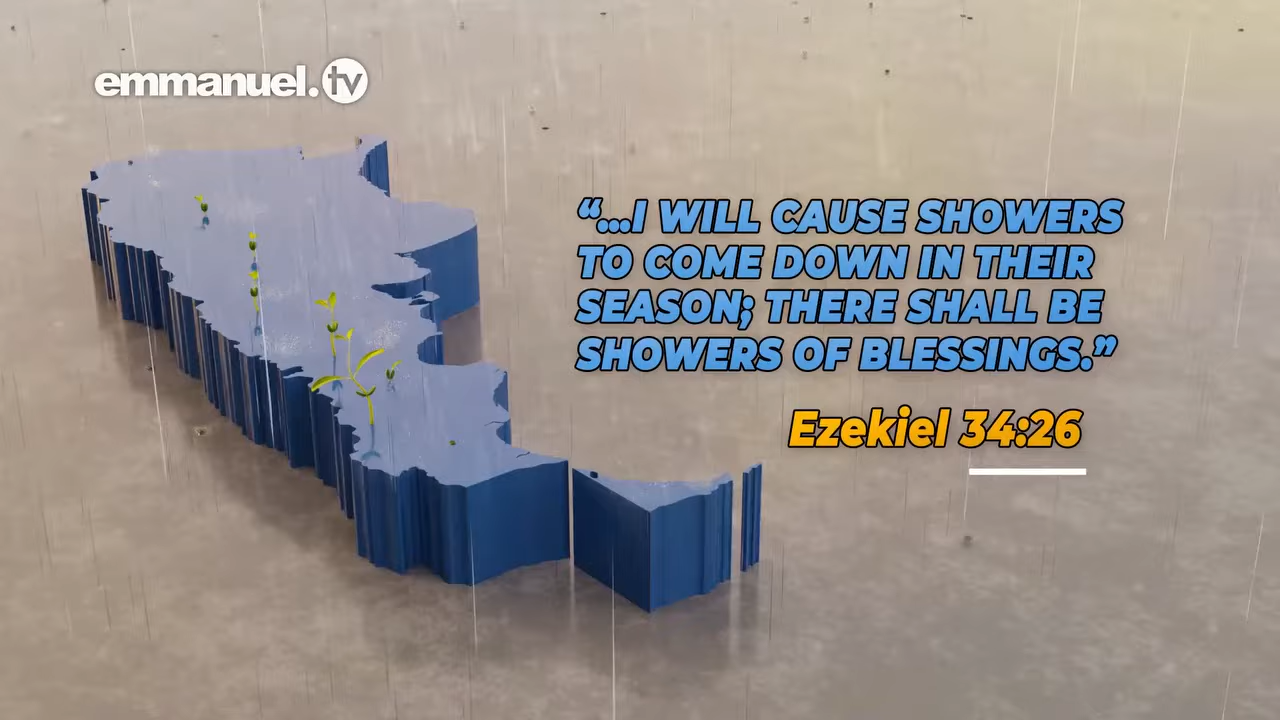 emmanuel.tv
“...I WILL CAUSE SHOWERS
TO COME DOWN IN THEIR
SEASON; THERE SHALL BE
SHOWERS OF BLESSINGS.”
Ezekiel 34:26